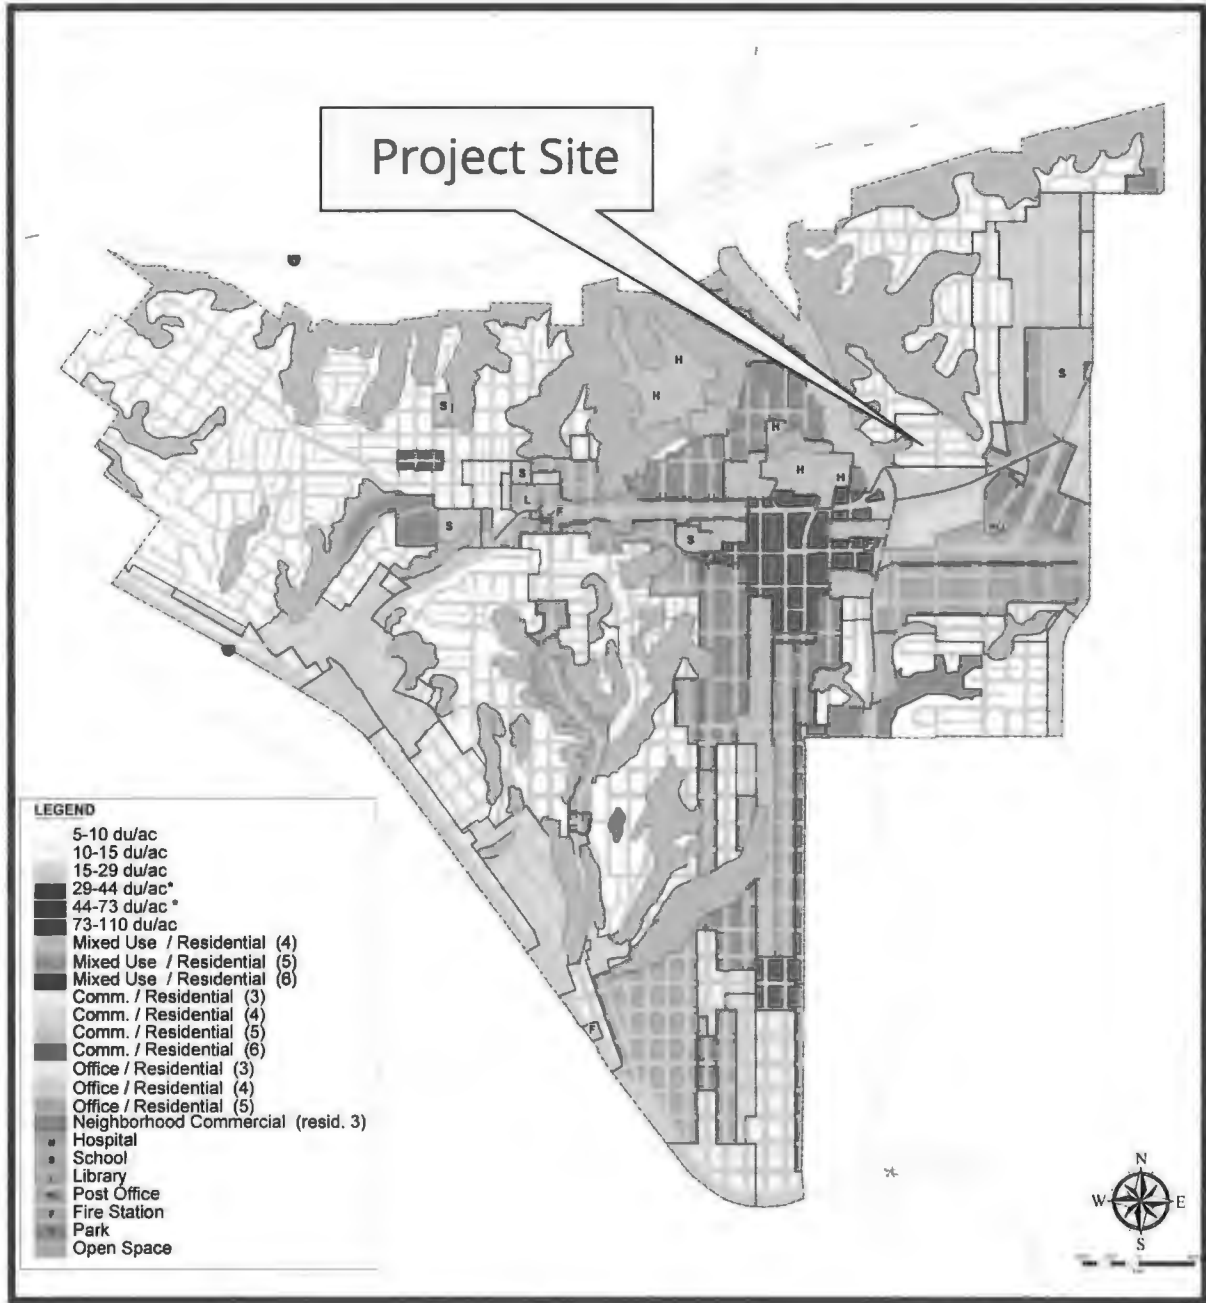 Project Site
H
H
S
S
H
H
H
S
L
F
S
S
F
LEGEND
5-10 du/ac
10-15 du/ac
15-29 du/ac
29-44 du/ac*
44-73 du/ac *
73-110 du/ac
Mixed Use / Residential (4)
Mixed Use / Residential (5)
Mixed Use / Residential (6)
Comm. / Residential (3)
Comm. / Residential (4)
Comm. / Residential (5)
Comm. / Residential (6)
Office / Residential (3)
Office / Residential (4)
Office / Residential (5)
Neighborhood Commercial (resid. 3)
Hospital
School
Library
Post Office
Fire Station
Park
Open Space
N
W E
S